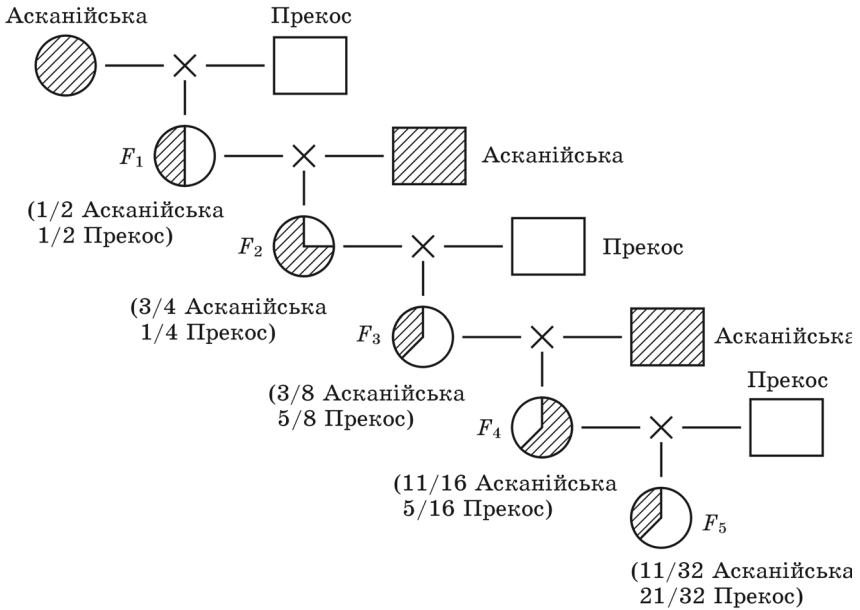 Асканійська
Прекос
F1
Асканійська
(1/2 Асканійська
1/2 Прекос)
F2
Прекос
(3/4 Асканійська
1/4 Прекос)
F3
Асканійська
(3/8 Асканійська
5/8 Прекос)
Прекос
F4
(11/16 Асканійська
5/16 Прекос)
F5
(11/32 Асканійська
21/32 Прекос)